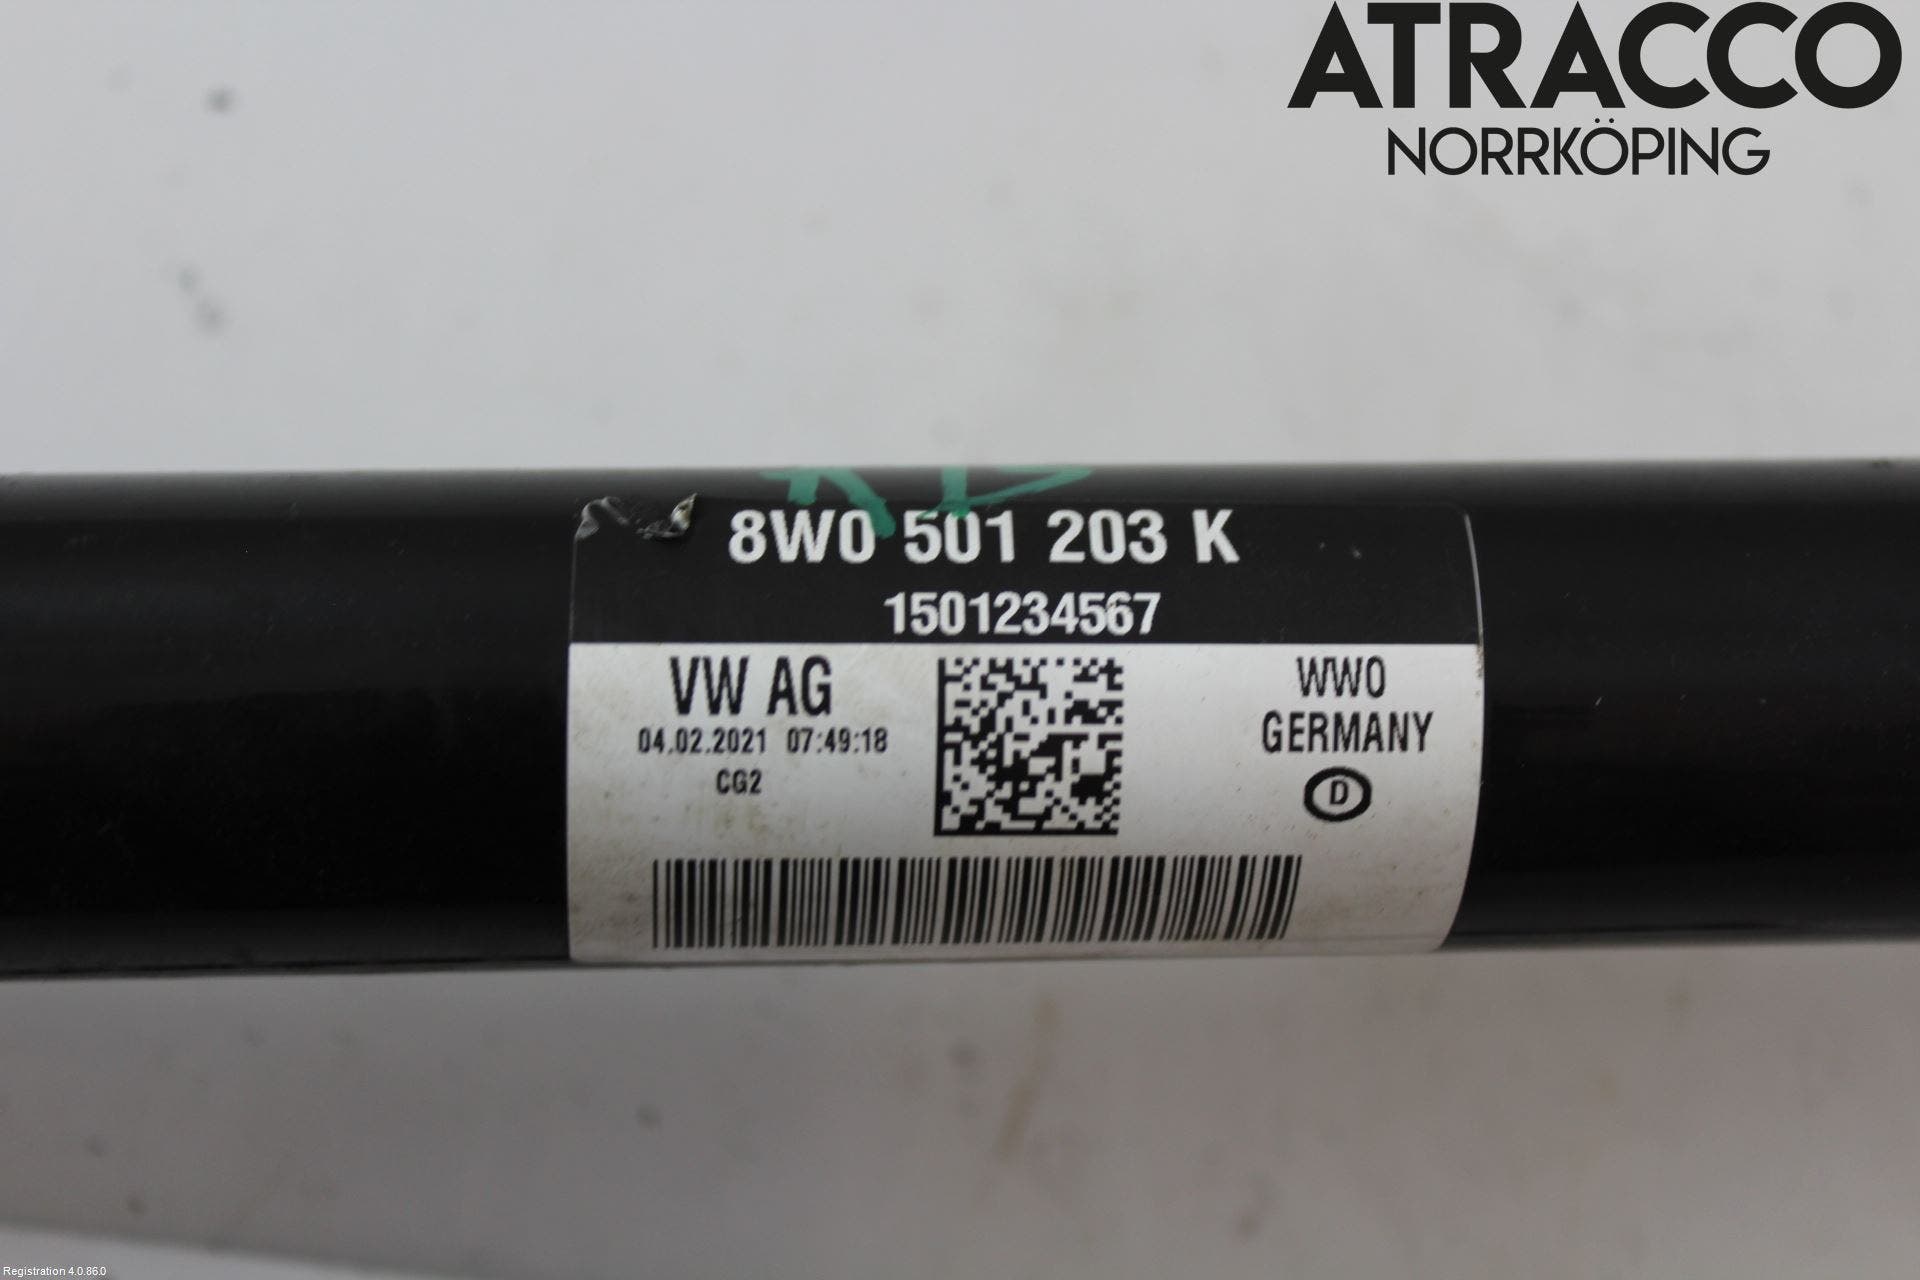 ATRACCO
NORRKÖPING
8W0 501 203 K
1501234567
VW AG
04.02.2021 07:49:18
CG2
WWO
GERMANY
D
Registration 4.0.86.0